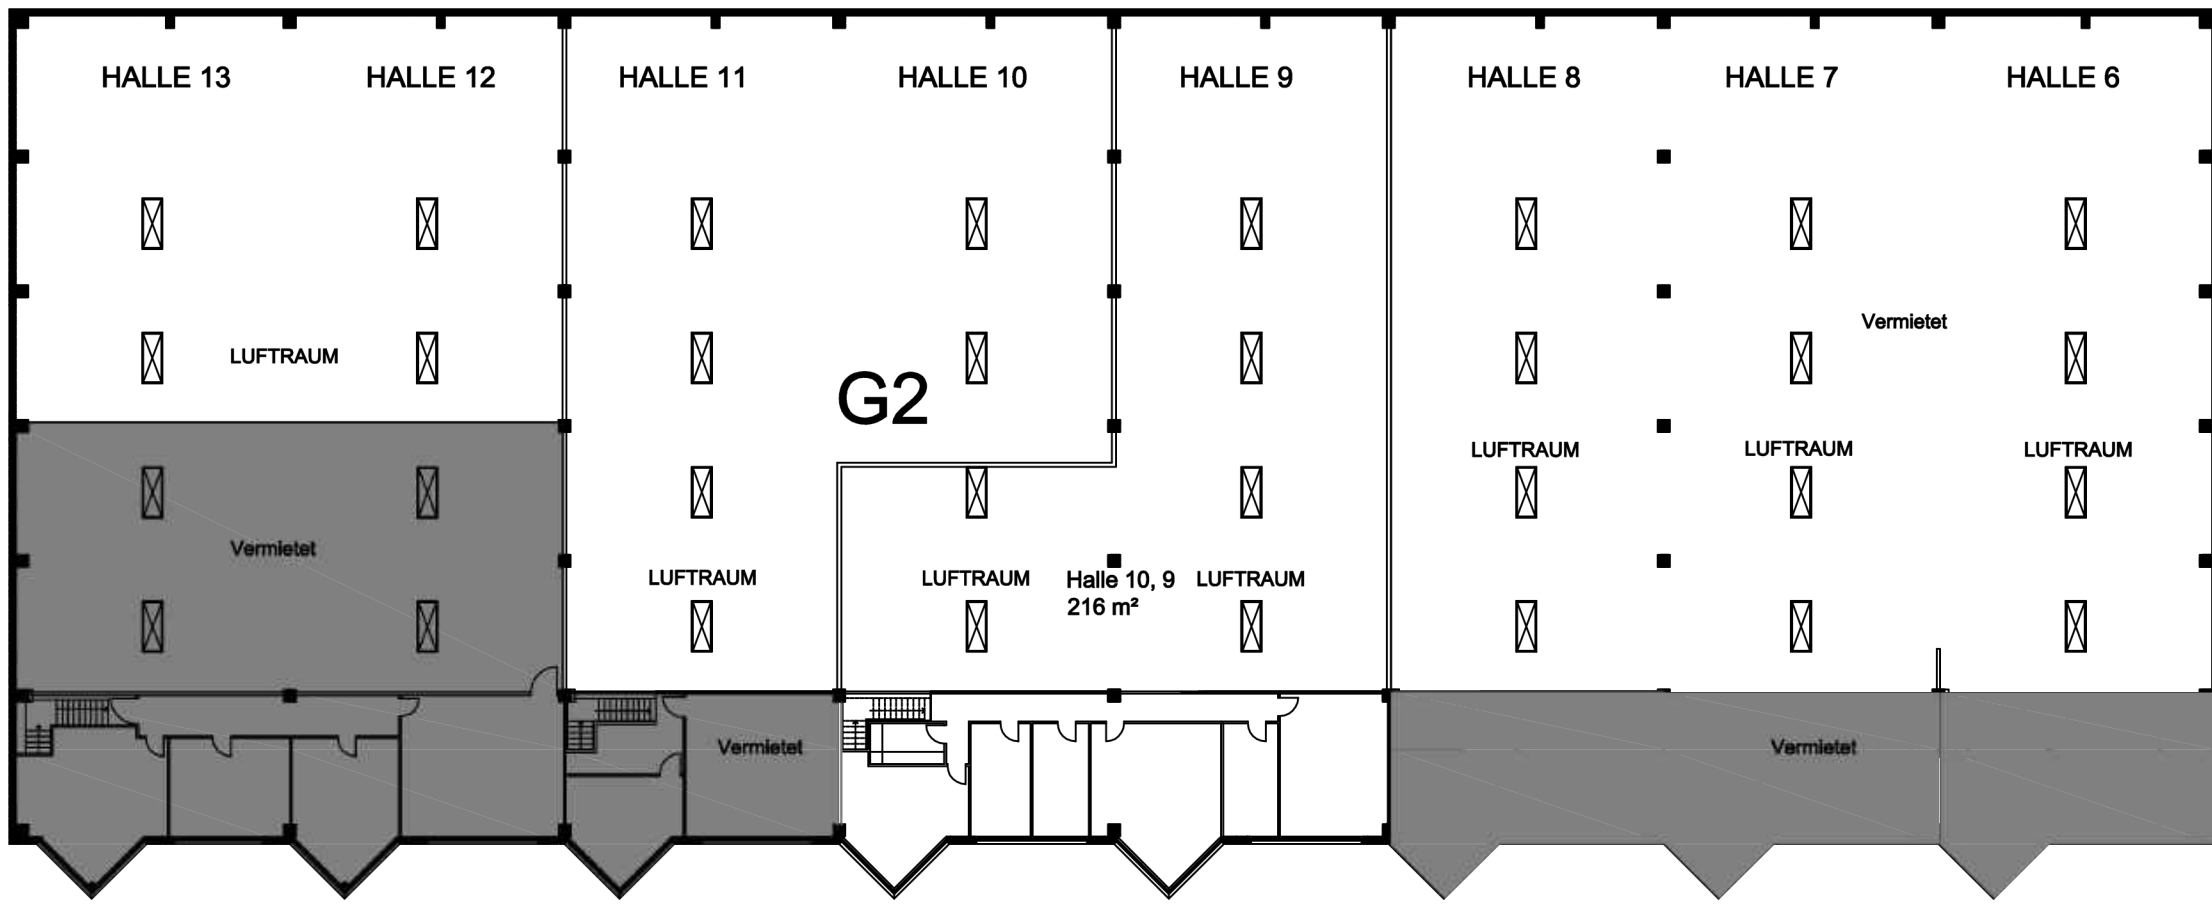 HALLE 13
HALLE 12
HALLE 11
HALLE 10
HALLE 9
HALLE 8
HALLE 7
HALLE 6
Vermietet
LUFTRAUM
G2
LUFTRAUM
LUFTRAUM
LUFTRAUM
Vermietet
LUFTRAUM
LUFTRAUM
Halle 10, 9
216 m²
LUFTRAUM
Vermietet
Vermietet